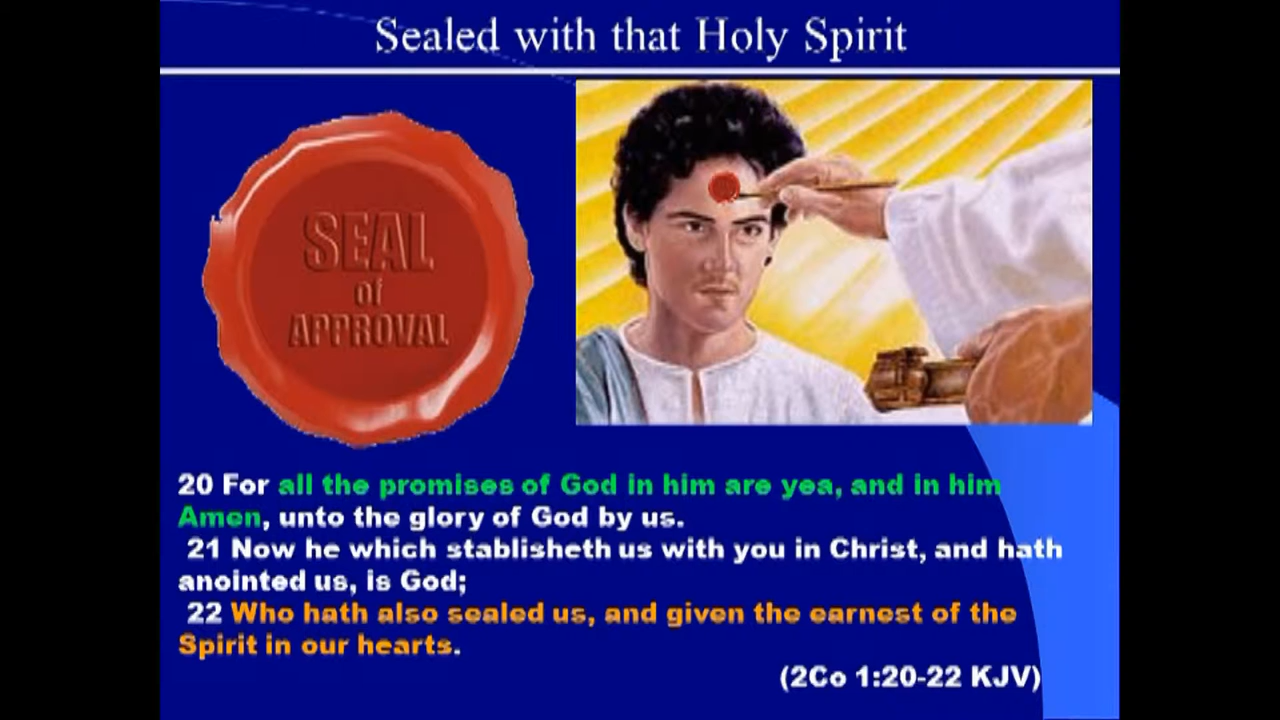 Sealed with that Holy Spirit
SEAL
of
APPROVAL
20 For all the promises of God in him are yea, and in him
Amen, unto the glory of God by us.
21 Now he which stablisheth us with you in Christ, and hath
anointed us, is God;
22 Who hath also sealed us, and given the earnest of the
Spirit in our hearts.
(2Co 1:20-22 KJV)